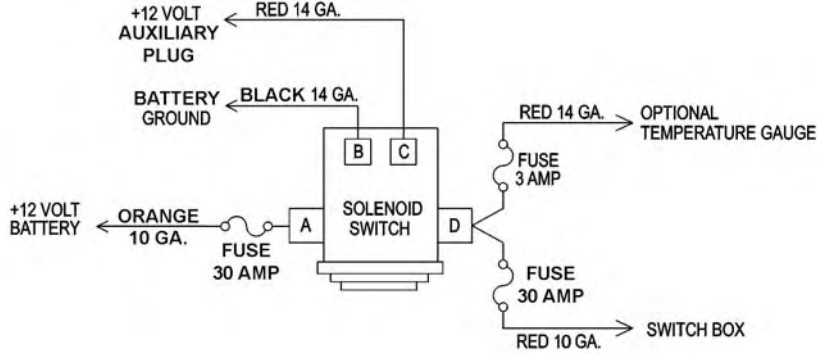 +12 VOLT
AUXILIARY
PLUG
RED 14 GA.
BATTERY
GROUND
BLACK 14 GA.
B
C
RED 14 GA.
OPTIONAL
TEMPERATURE GAUGE
FUSE
3 AMP
+12 VOLT
BATTERY
ORANGE
10 GA.
FUSE
30 AMP
A
SOLENOID
SWITCH
D
FUSE
30 AMP
RED 10 GA.
SWITCH BOX